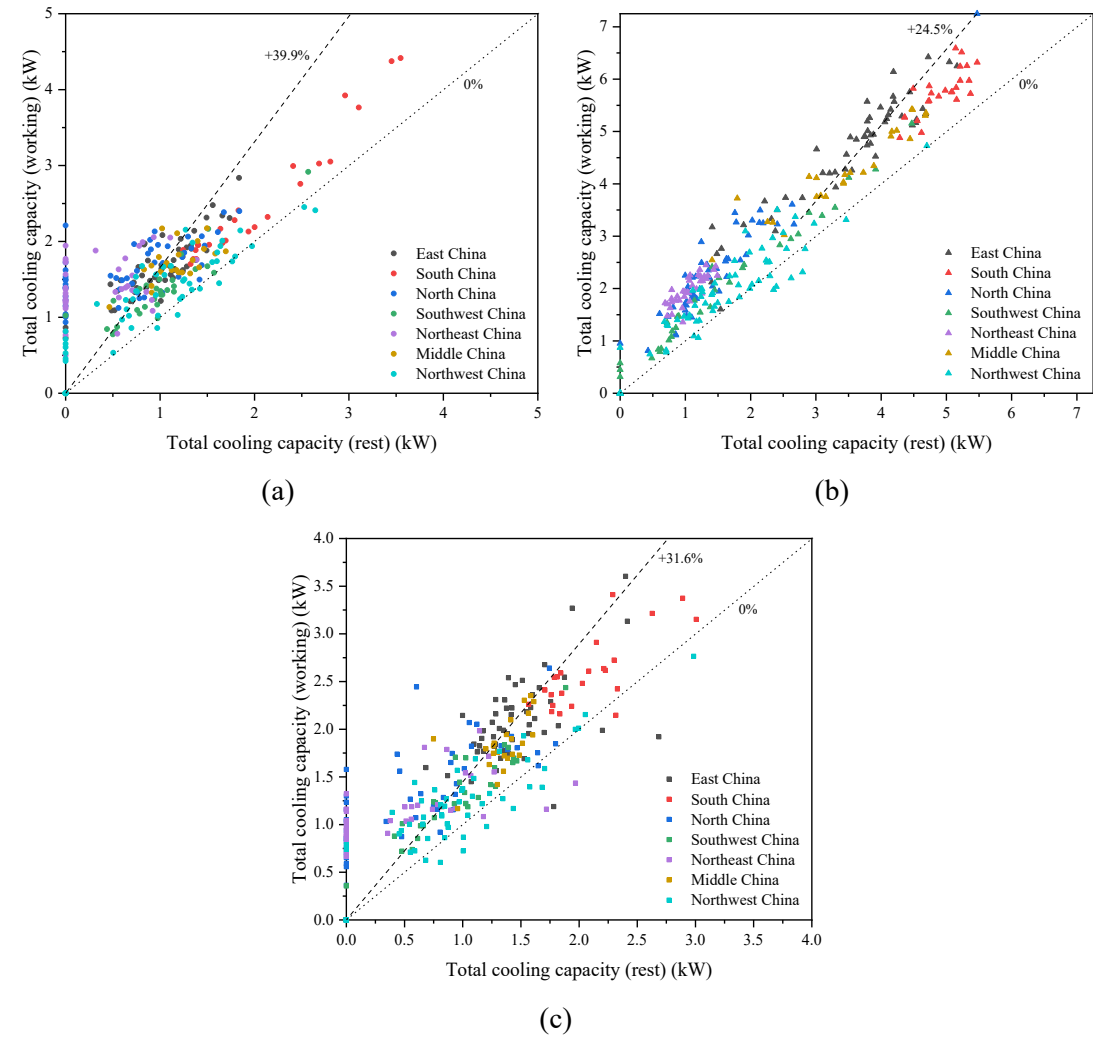 5
4
3
2
1
0
0
1
2
3
4
5
Total cooling capacity (working) (kW)
Total cooling capacity (rest) (kW)
+39.9%
0%
East China
South China
North China
Southwest China
Northeast China
Middle China
Northwest China
(a)
7
6
5
4
3
2
1
0
0
1
2
3
4
5
6
7
Total cooling capacity (working) (kW)
Total cooling capacity (rest) (kW)
+24.5%
0%
East China
South China
North China
Southwest China
Northeast China
Middle China
Northwest China
(b)
4.0
3.5
3.0
2.5
2.0
1.5
1.0
0.5
0.0
0.0
0.5
1.0
1.5
2.0
2.5
3.0
3.5
4.0
Total cooling capacity (working) (kW)
Total cooling capacity (rest) (kW)
+31.6%
0%
East China
South China
North China
Southwest China
Northeast China
Middle China
Northwest China
(c)